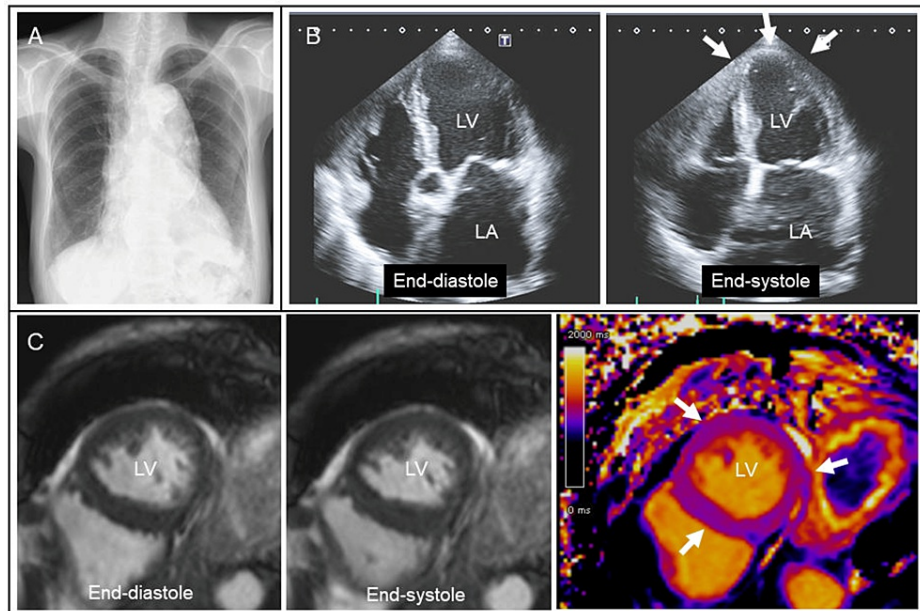 A
B
T
LV
LA
End-diastole
LV
LA
End-systole
C
LV
End-diastole
LV
End-systole
2000 ms
0 ms
LV